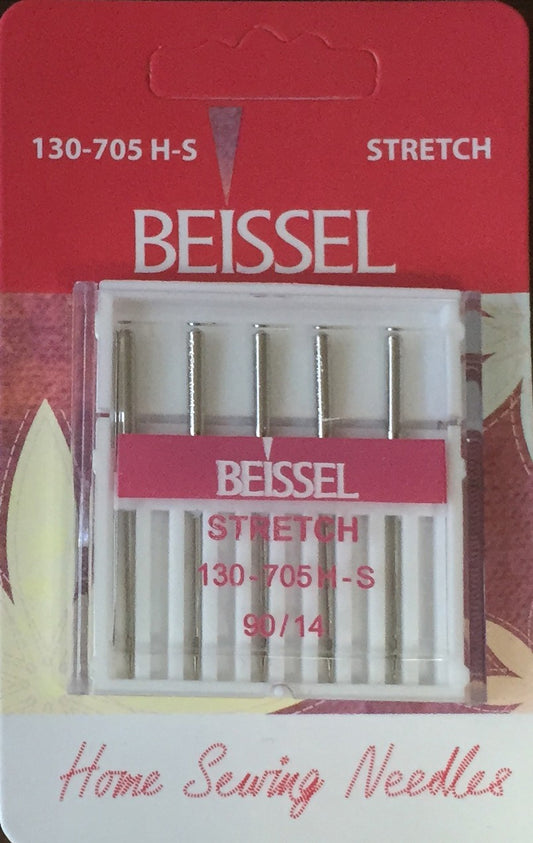 130-705 H-S STRETCH
BEISSEL
BEISSEL
STRETCH
130-705 H-S
90/14
Home Sewing Needles